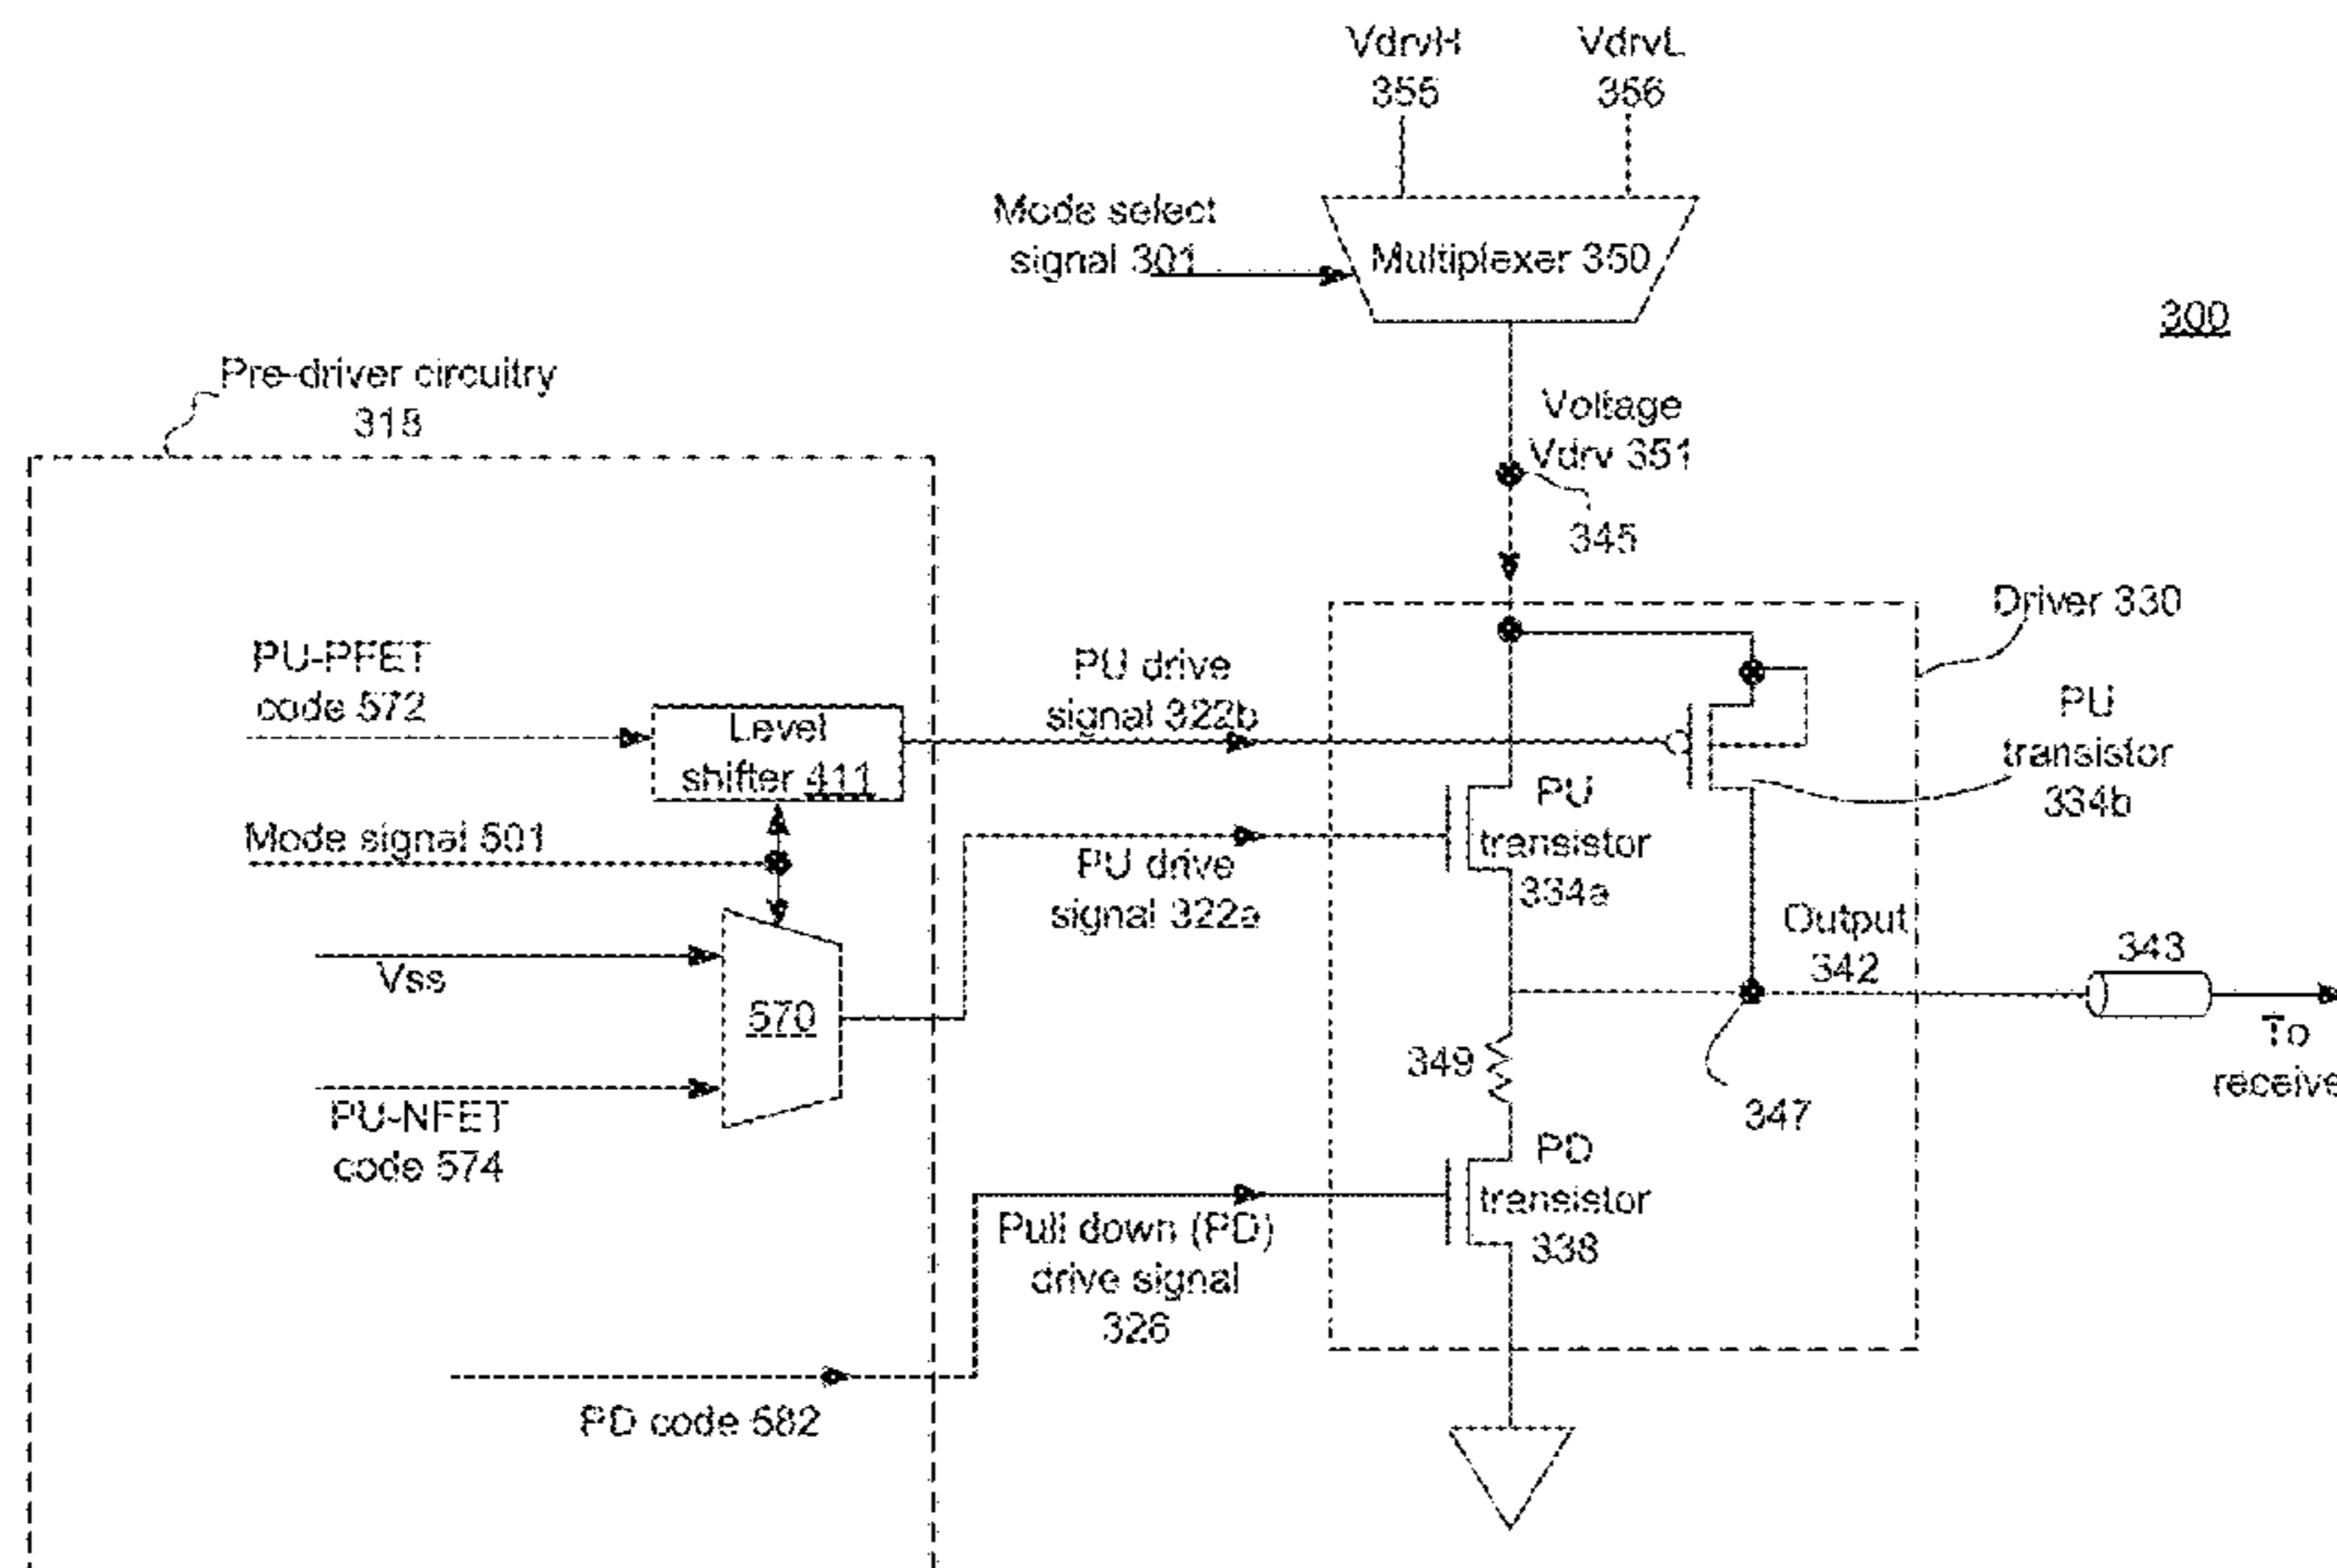 VdrvH
355
VdrvL
356
Mode select
signal 301
Multiplexer 350
300
Pre-driver circuitry
318
Voltage
Vdrv 351
345
Driver 330
PU-PFET
code 572
Level
shifter 411
PU drive
signal 322b
PU
transistor
334b
Mode signal 501
PU
transistor
334a
PU drive
signal 322a
Output
342
343
Vss
570
To
receive
349
347
PU-NFET
code 574
PD
transistor
338
Pull down (PD)
drive signal
326
PD code 582